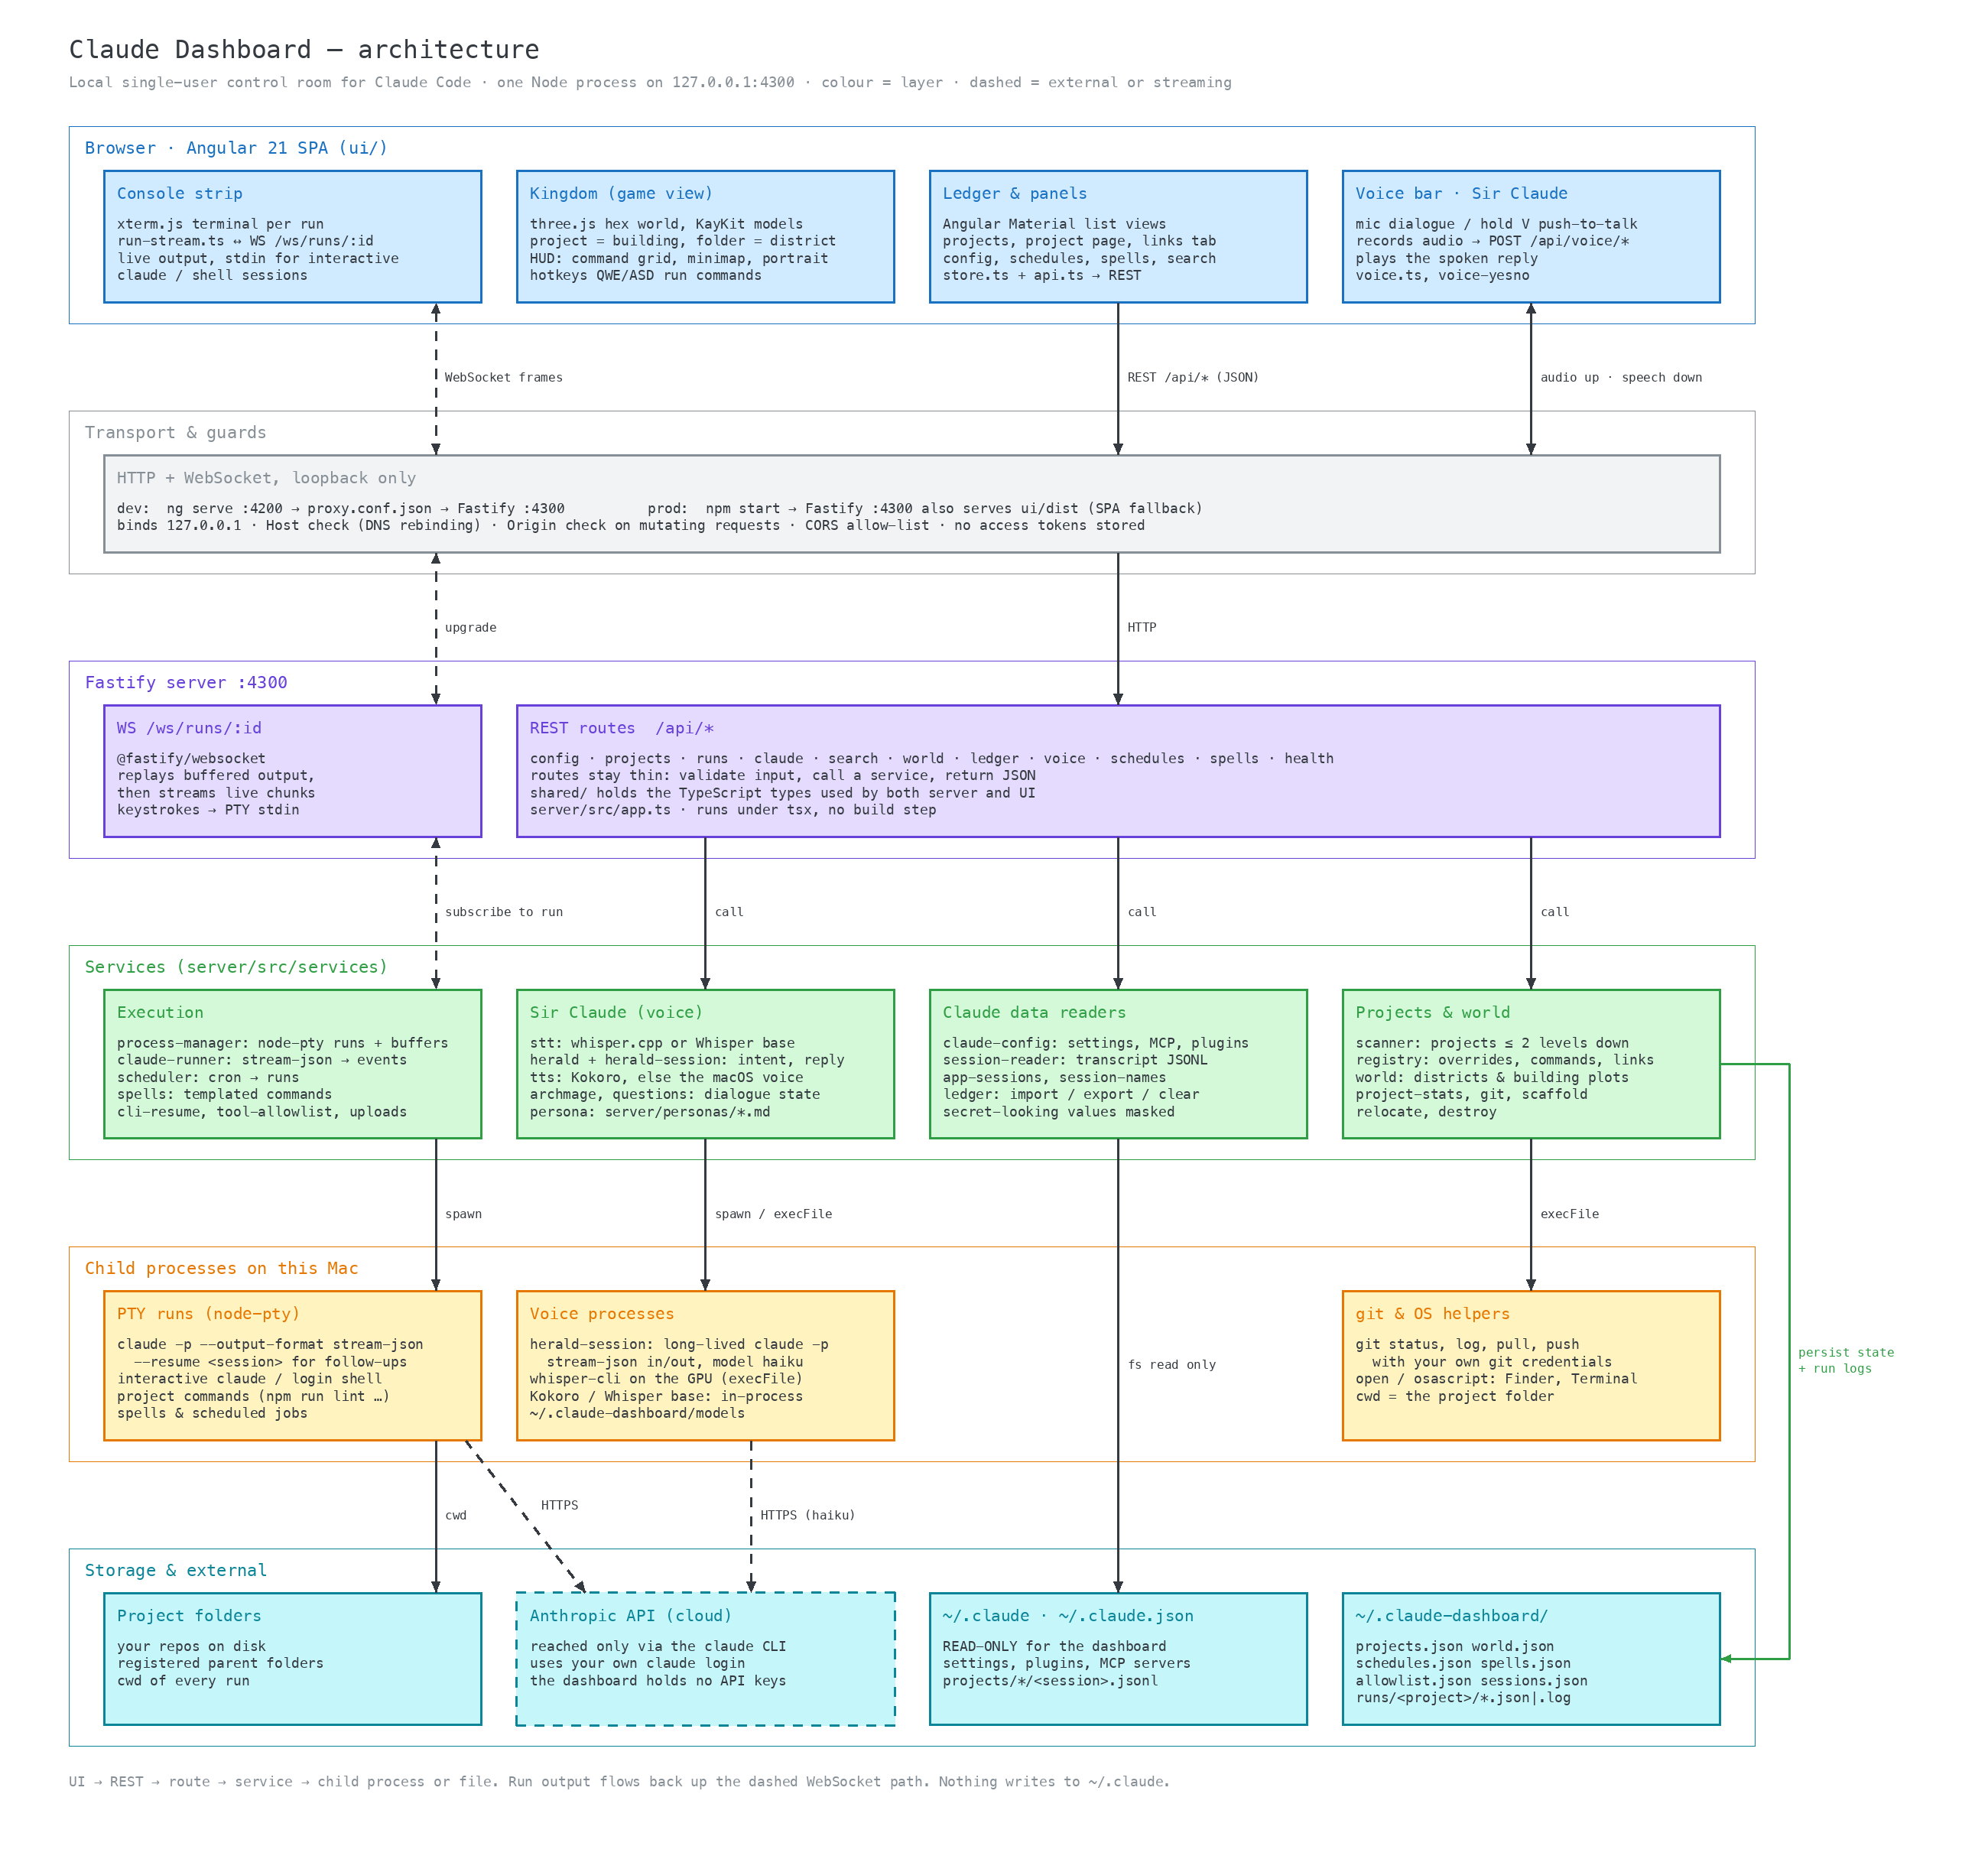 Claude Dashboard — architecture
Local single-user control room for Claude Code · one Node process on 127.0.0.1:4300 · colour = layer · dashed = external or streaming
Browser · Angular 21 SPA (ui/)
Console strip
xterm.js terminal per run
run-stream.ts ↔ WS /ws/runs/:id
live output, stdin for interactive
claude / shell sessions
Kingdom (game view)
three.js hex world, KayKit models
project = building, folder = district
HUD: command grid, minimap, portrait
hotkeys QWE/ASD run commands
Ledger & panels
Angular Material list views
projects, project page, links tab
config, schedules, spells, search
store.ts + api.ts → REST
Voice bar · Sir Claude
mic dialogue / hold V push-to-talk
records audio → POST /api/voice/*
plays the spoken reply
voice.ts, voice-yesno
WebSocket frames
REST /api/* (JSON)
audio up · speech down
Transport & guards
HTTP + WebSocket, loopback only
dev:  ng serve :4200 → proxy.conf.json → Fastify :4300          prod:  npm start → Fastify :4300 also serves ui/dist (SPA fallback)
binds 127.0.0.1 · Host check (DNS rebinding) · Origin check on mutating requests · CORS allow-list · no access tokens stored
upgrade
HTTP
Fastify server :4300
WS /ws/runs/:id
@fastify/websocket
replays buffered output,
then streams live chunks
keystrokes → PTY stdin
REST routes  /api/*
config · projects · runs · claude · search · world · ledger · voice · schedules · spells · health
routes stay thin: validate input, call a service, return JSON
shared/ holds the TypeScript types used by both server and UI
server/src/app.ts · runs under tsx, no build step
subscribe to run
call
call
call
Services (server/src/services)
Execution
process-manager: node-pty runs + buffers
claude-runner: stream-json → events
scheduler: cron → runs
spells: templated commands
cli-resume, tool-allowlist, uploads
Sir Claude (voice)
stt: whisper.cpp or Whisper base
herald + herald-session: intent, reply
tts: Kokoro, else the macOS voice
archmage, questions: dialogue state
persona: server/personas/*.md
Claude data readers
claude-config: settings, MCP, plugins
session-reader: transcript JSONL
app-sessions, session-names
ledger: import / export / clear
secret-looking values masked
Projects & world
scanner: projects ≤ 2 levels down
registry: overrides, commands, links
world: districts & building plots
project-stats, git, scaffold
relocate, destroy
spawn
spawn / execFile
execFile
Child processes on this Mac
PTY runs (node-pty)
claude -p --output-format stream-json
--resume <session> for follow-ups
interactive claude / login shell
project commands (npm run lint …)
spells & scheduled jobs
Voice processes
herald-session: long-lived claude -p
stream-json in/out, model haiku
whisper-cli on the GPU (execFile)
Kokoro / Whisper base: in-process
~/.claude-dashboard/models
fs read only
git & OS helpers
git status, log, pull, push
with your own git credentials
open / osascript: Finder, Terminal
cwd = the project folder
persist state
+ run logs
cwd
HTTPS
HTTPS (haiku)
Storage & external
Project folders
your repos on disk
registered parent folders
cwd of every run
Anthropic API (cloud)
reached only via the claude CLI
uses your own claude login
the dashboard holds no API keys
~/.claude · ~/.claude.json
READ-ONLY for the dashboard
settings, plugins, MCP servers
projects/*/<session>.jsonl
~/.claude-dashboard/
projects.json world.json
schedules.json spells.json
allowlist.json sessions.json
runs/<project>/*.json|.log
UI → REST → route → service → child process or file. Run output flows back up the dashed WebSocket path. Nothing writes to ~/.claude.